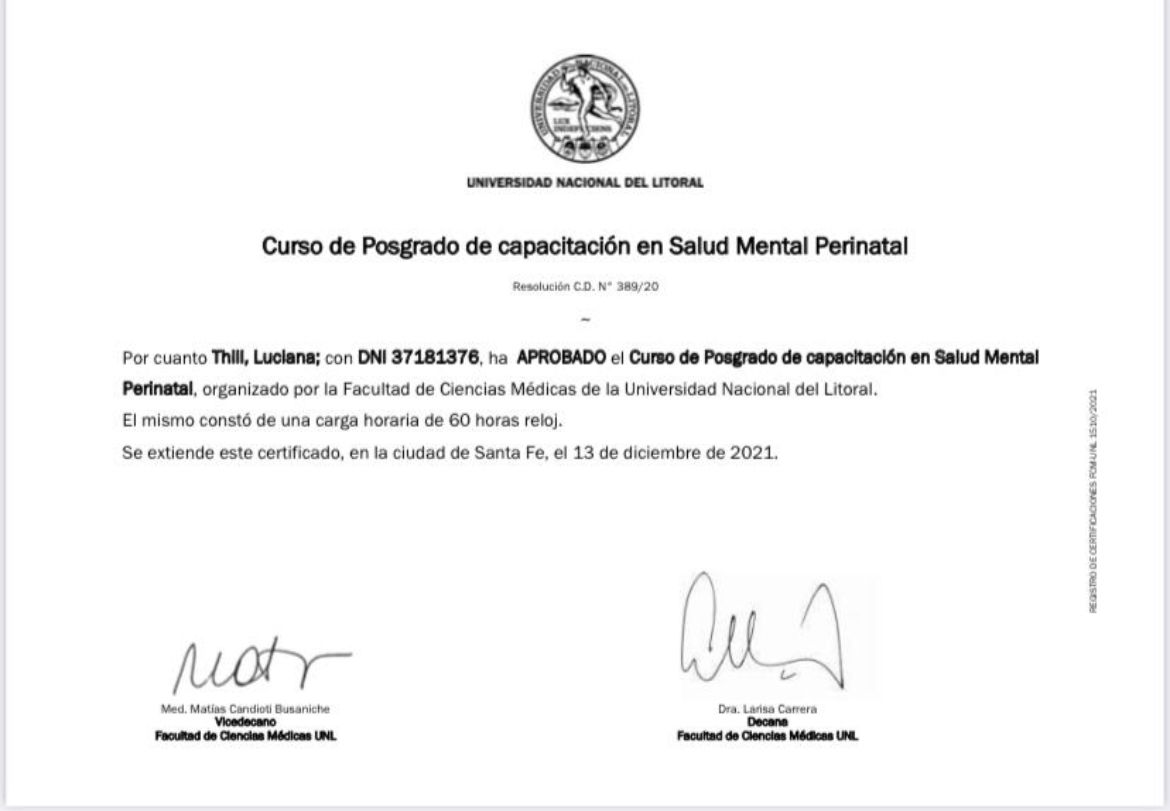 UNIVERSIDAD NACIONAL DEL LITORAL
LUX
UNIVERSIDAD NACIONAL DEL LITORAL
Curso de Posgrado de capacitación en Salud Mental Perinatal
Resolución C.D. N° 389/20
~
Por cuanto Thill, Luciana; con DNI 37181376, ha APROBADO el Curso de Posgrado de capacitación en Salud Mental
Perinatal, organizado por la Facultad de Ciencias Médicas de la Universidad Nacional del Litoral.
El mismo constó de una carga horaria de 60 horas reloj.
Se extiende este certificado, en la ciudad de Santa Fe, el 13 de diciembre de 2021.
REGISTRO DE CERTIFICACIONES FCM-UNL 1510/2021
Med. Matías Candioti Busaniche
Vicedecano
Facultad de Ciencias Médicas UNL
Dra. Larisa Carrera
Decana
Facultad de Ciencias Médicas UNL